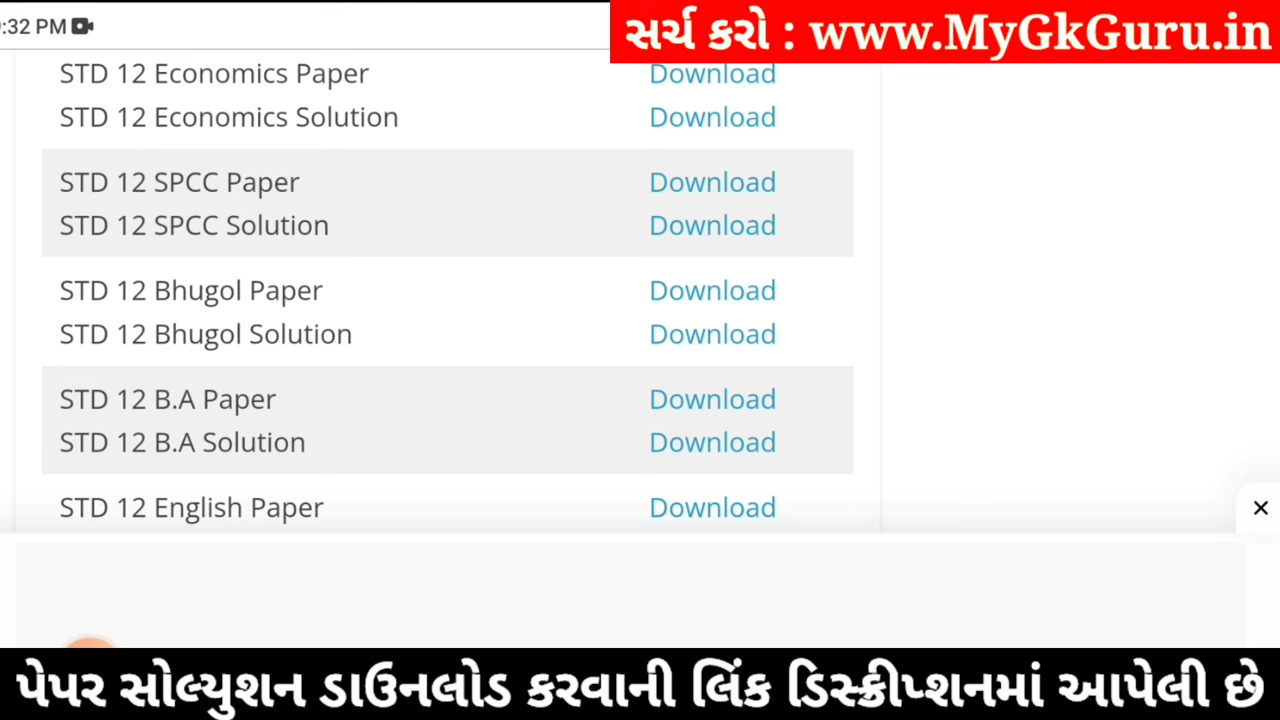 :32 PM
સર્ચ કરો : www.MyGkGuru.in
STD 12 Economics Paper Download
STD 12 Economics Solution Download
STD 12 SPCC Paper Download
STD 12 SPCC Solution Download
STD 12 Bhugol Paper Download
STD 12 Bhugol Solution Download
STD 12 B.A Paper Download
STD 12 B.A Solution Download
STD 12 English Paper Download
પેપર સોલ્યુશન ડાઉનલોડ કરવાની લિંક ડિસ્ક્રીપ્શનમાં આપેલી છે